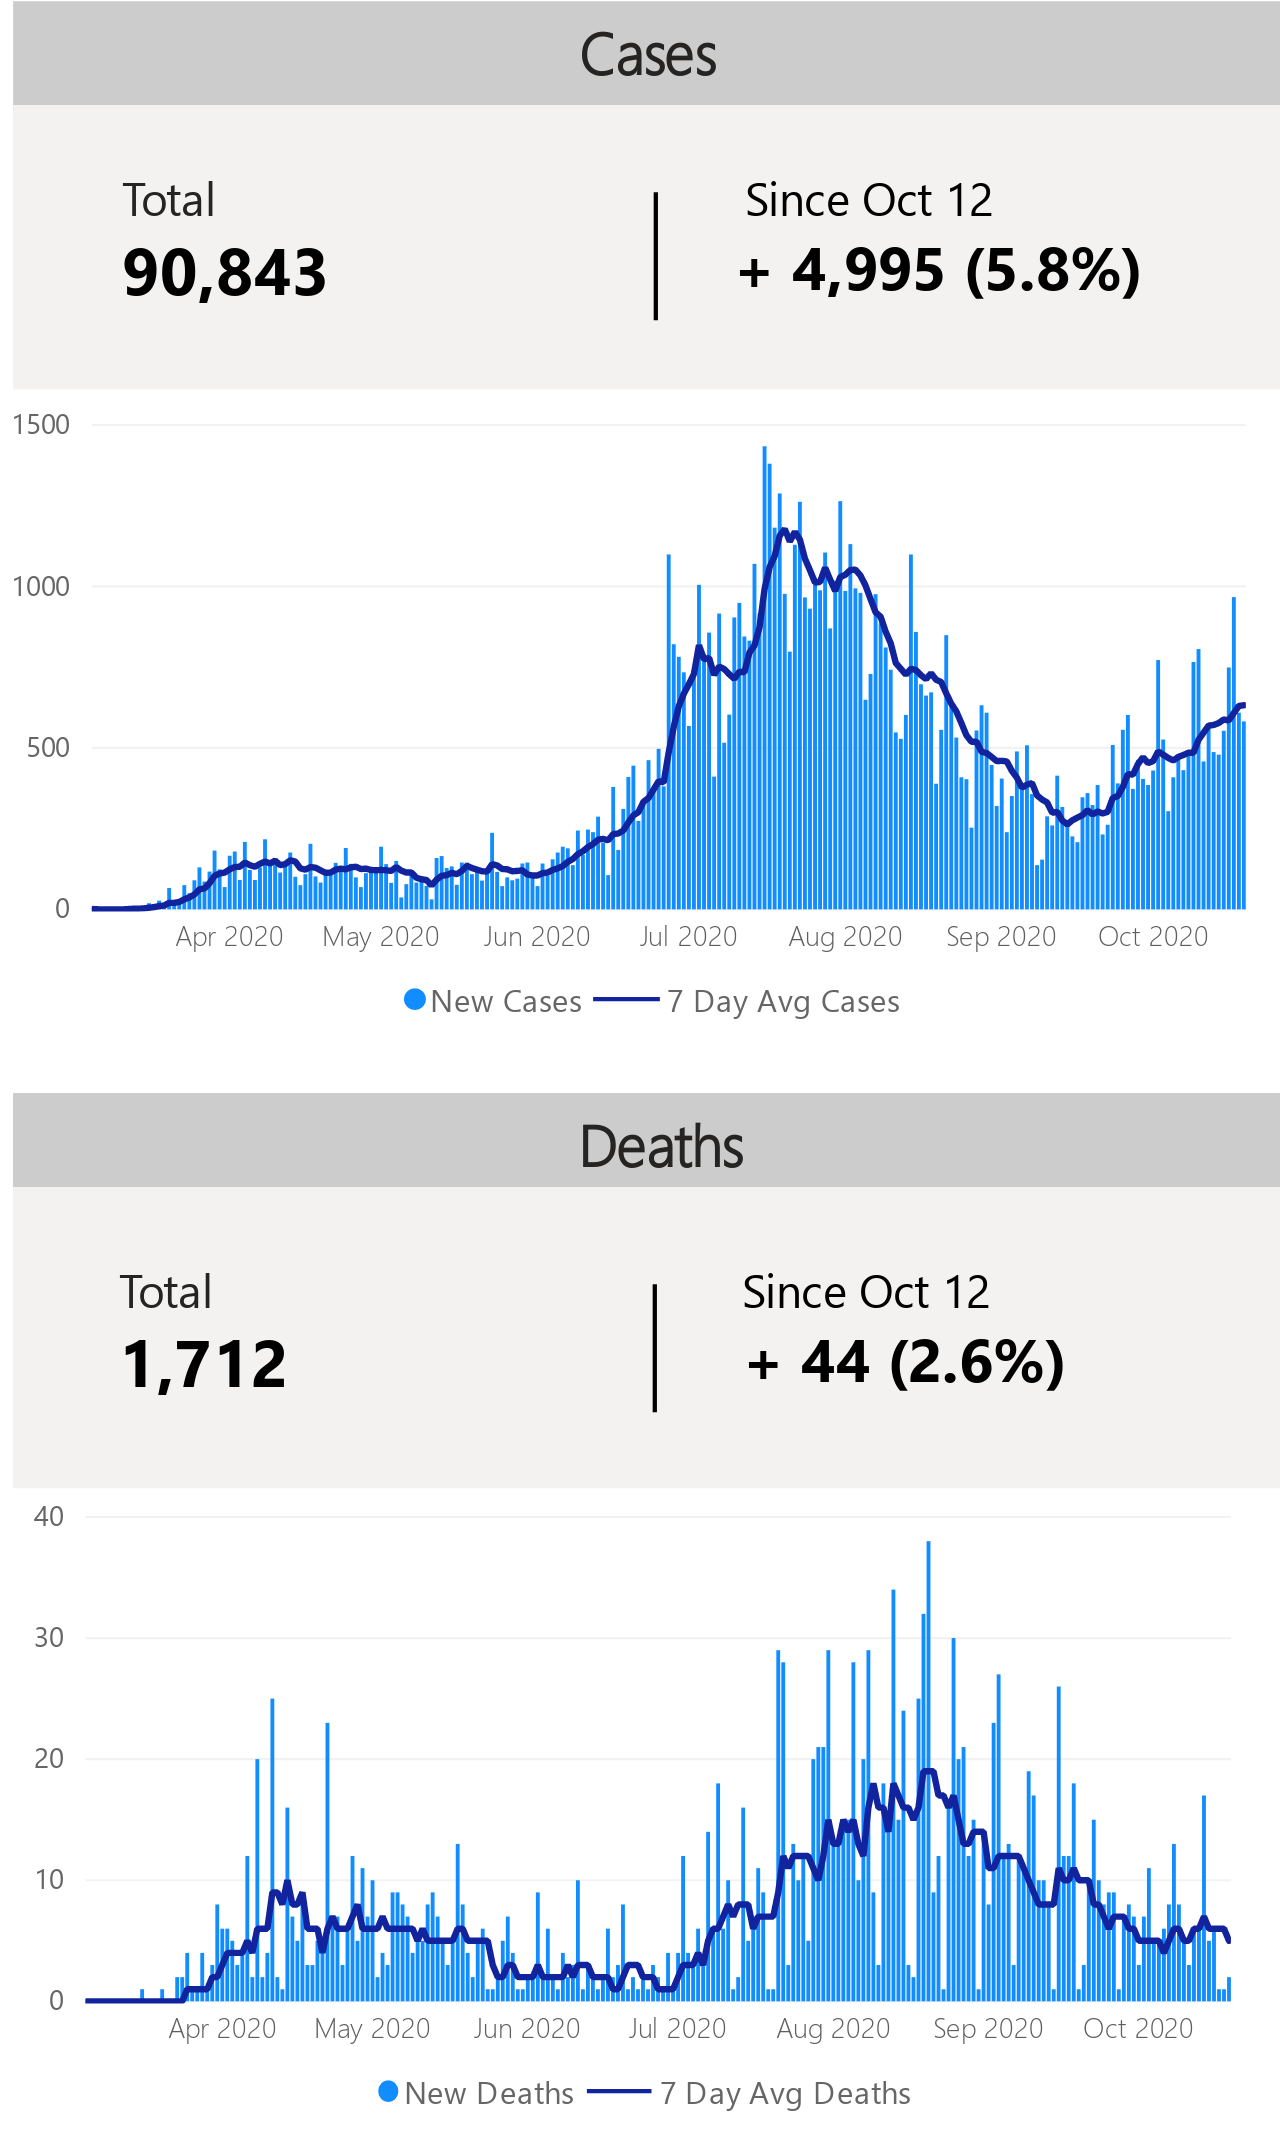 Cases
Total
Since Oct 12
90,843
+ 4,995 (5.8%)
1500
1000
500
0
Apr 2020 May 2020 Jun 2020 Jul 2020 Aug 2020 Sep 2020 Oct 2020
New Cases 7 Day Avg Cases
Deaths
Total
Since Oct 12
1,712
+ 44 (2.6%)
40
30
20
10
0
Apr 2020 May 2020 Jun 2020 Jul 2020 Aug 2020 Sep 2020 Oct 2020
New Deaths 7 Day Avg Deaths